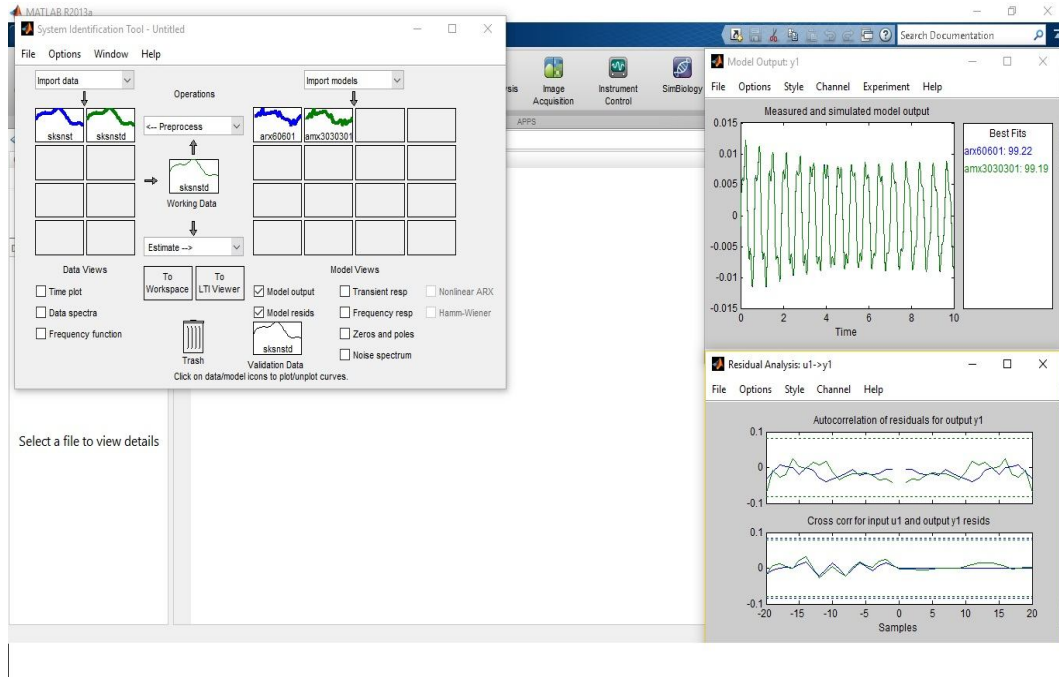 MATLAB R2013a
System Identification Tool - Untitled
File Options Window Help
Import data
Operations
Import models
sksnst sksnstd
<-- Preprocess
arx60601 amx3030301
sksnstd
Working Data
Estimate -->
Data Views
To Workspace
To LTI Viewer
Model Views
Time plot
Data spectra
Frequency function
Model output
Transient resp
Nonlinear ARX
Model resids
Frequency resp
Hamm-Wiener
Zeros and poles
Noise spectrum
Trash
sksnstd
Validation Data
Click on data/model icons to plot/unplot curves.
Select a file to view details
Search Documentation
Image Acquisition
Instrument Control
SimBiology
APPS
Model Output: y1
File Options Style Channel Experiment Help
Measured and simulated model output
0.015
0.01
0.005
0
-0.005
-0.01
-0.015
0 2 4 6 8 10
Time
Best Fits
arx60601: 99.22
amx3030301: 99.19
Residual Analysis: u1->y1
File Options Style Channel Help
Autocorrelation of residuals for output y1
0.1
0
-0.1
Cross corr for input u1 and output y1 resids
0.1
0
-0.1
-20 -15 -10 -5 0 5 10 15 20
Samples